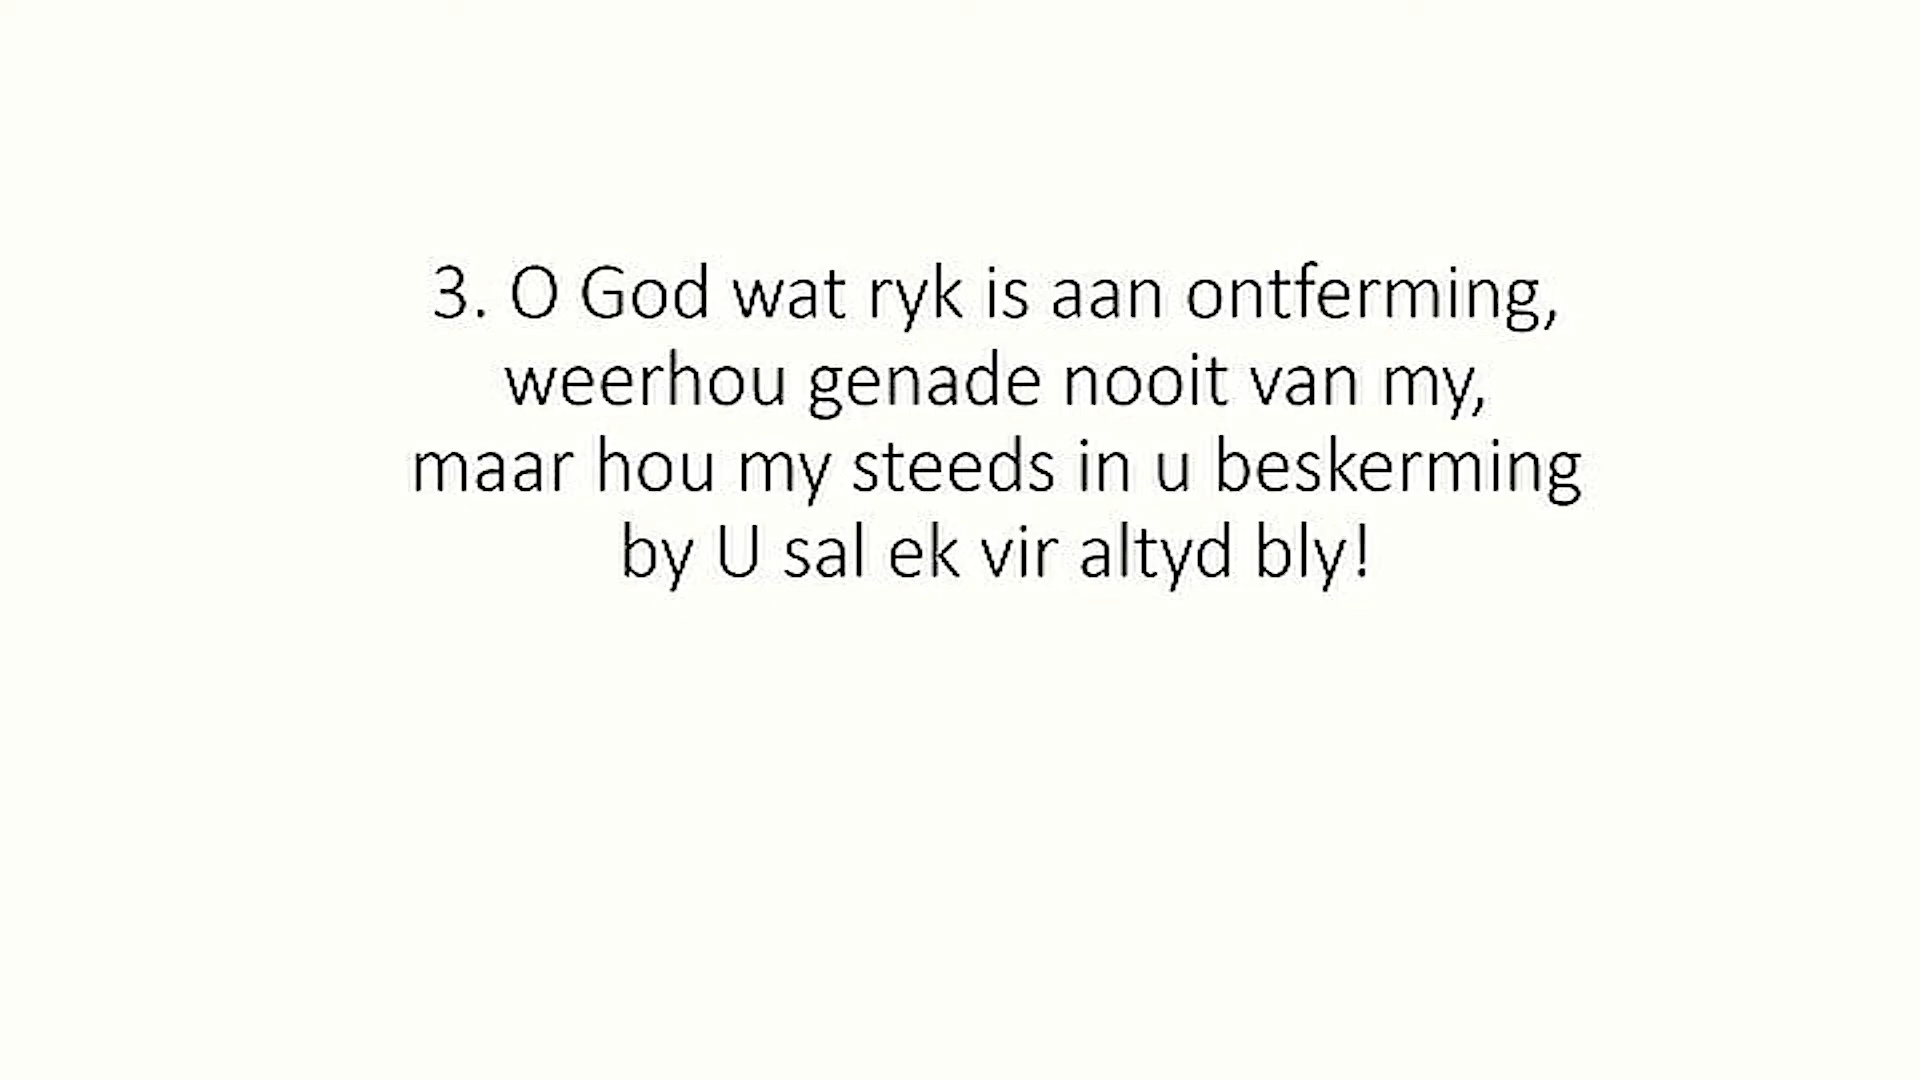 3. O God wat ryk is aan ontferming,
weerhou genade nooit van my,
maar hou my steeds in u beskerming
by U sal ek vir altyd bly!